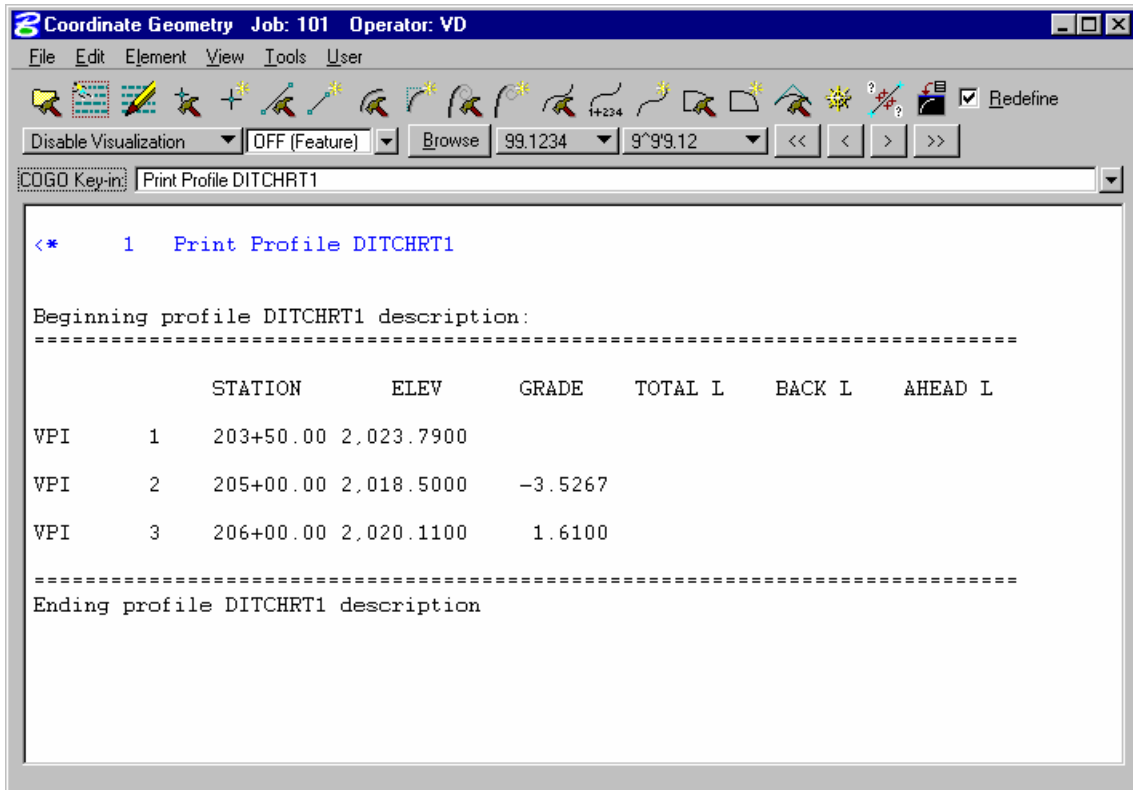 Coordinate Geometry Job: 101 Operator: VD
File Edit Element View Tools User
1+234 Redefine
Disable Visualization OFF (Feature) Browse 99.1234 9^9'9.12 << < > >>
COGO Key-in: Print Profile DITCHRT1
<* 1 Print Profile DITCHRT1
Beginning profile DITCHRT1 description:
==============================================================================
STATION ELEV GRADE TOTAL L BACK L AHEAD L
VPI 1 203+50.00 2,023.7900
VPI 2 205+00.00 2,018.5000 -3.5267
VPI 3 206+00.00 2,020.1100 1.6100
==============================================================================
Ending profile DITCHRT1 description